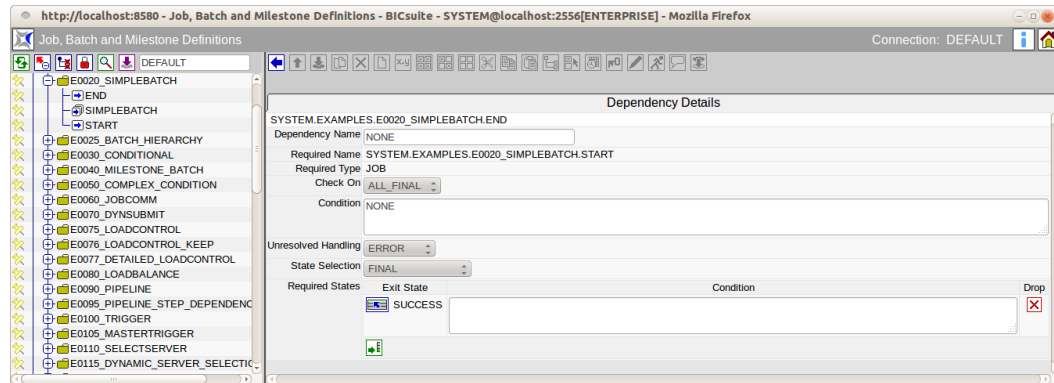 http://localhost:8580 - Job, Batch and Milestone Definitions - BICsuite - SYSTEM@localhost:2556[ENTERPRISE] - Mozilla Firefox
Job, Batch and Milestone Definitions
Connection: DEFAULT
DEFAULT
E0020_SIMPLEBATCH
END
SIMPLEBATCH
START
E0025_BATCH_HIERARCHY
E0030_CONDITIONAL
E0040_MILESTONE_BATCH
E0050_COMPLEX_CONDITION
E0060_JOBCOMM
E0070_DYNSUBMIT
E0075_LOADCONTROL
E0076_LOADCONTROL_KEEP
E0077_DETAILED_LOADCONTROL
E0080_LOADBALANCE
E0090_PIPELINE
E0095_PIPELINE_STEP_DEPENDENC
E0100_TRIGGER
E0105_MASTERTRIGGER
E0110_SELECTSERVER
E0115_DYNAMIC_SERVER_SELECTIO
Dependency Details
SYSTEM.EXAMPLES.E0020_SIMPLEBATCH.END
Dependency Name NONE
Required Name SYSTEM.EXAMPLES.E0020_SIMPLEBATCH.START
Required Type JOB
Check On ALL_FINAL
Condition NONE
Unresolved Handling ERROR
State Selection FINAL
Required States Exit State Condition Drop
SUCCESS